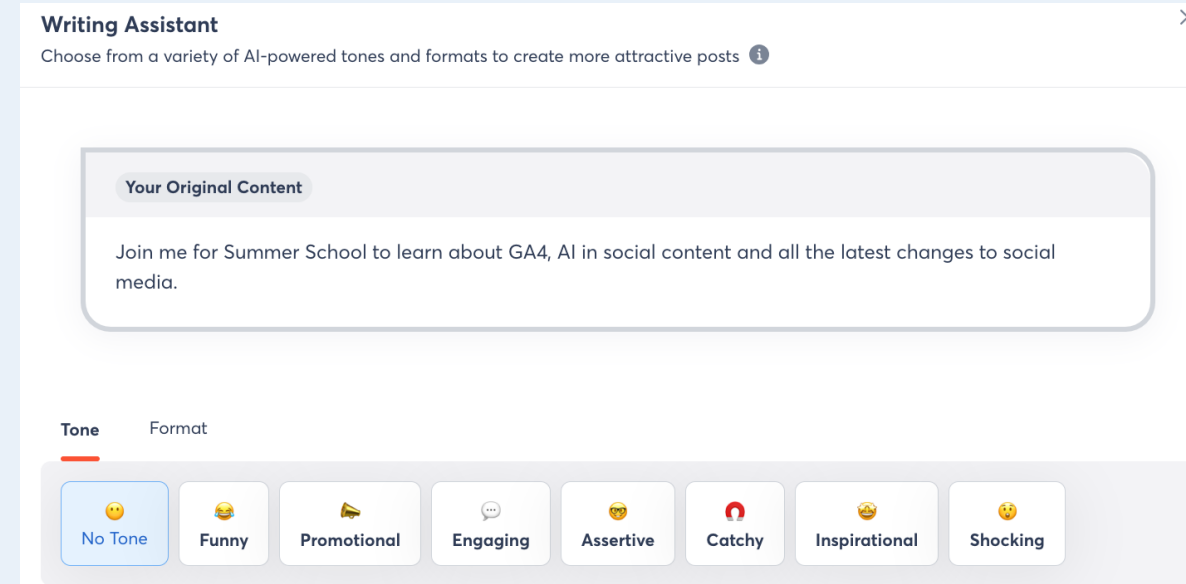 Writing Assistant
Choose from a variety of AI-powered tones and formats to create more attractive posts
Your Original Content
Join me for Summer School to learn about GA4, AI in social content and all the latest changes to social
media.
Tone Format
No Tone Funny Promotional Engaging Assertive Catchy Inspirational Shocking